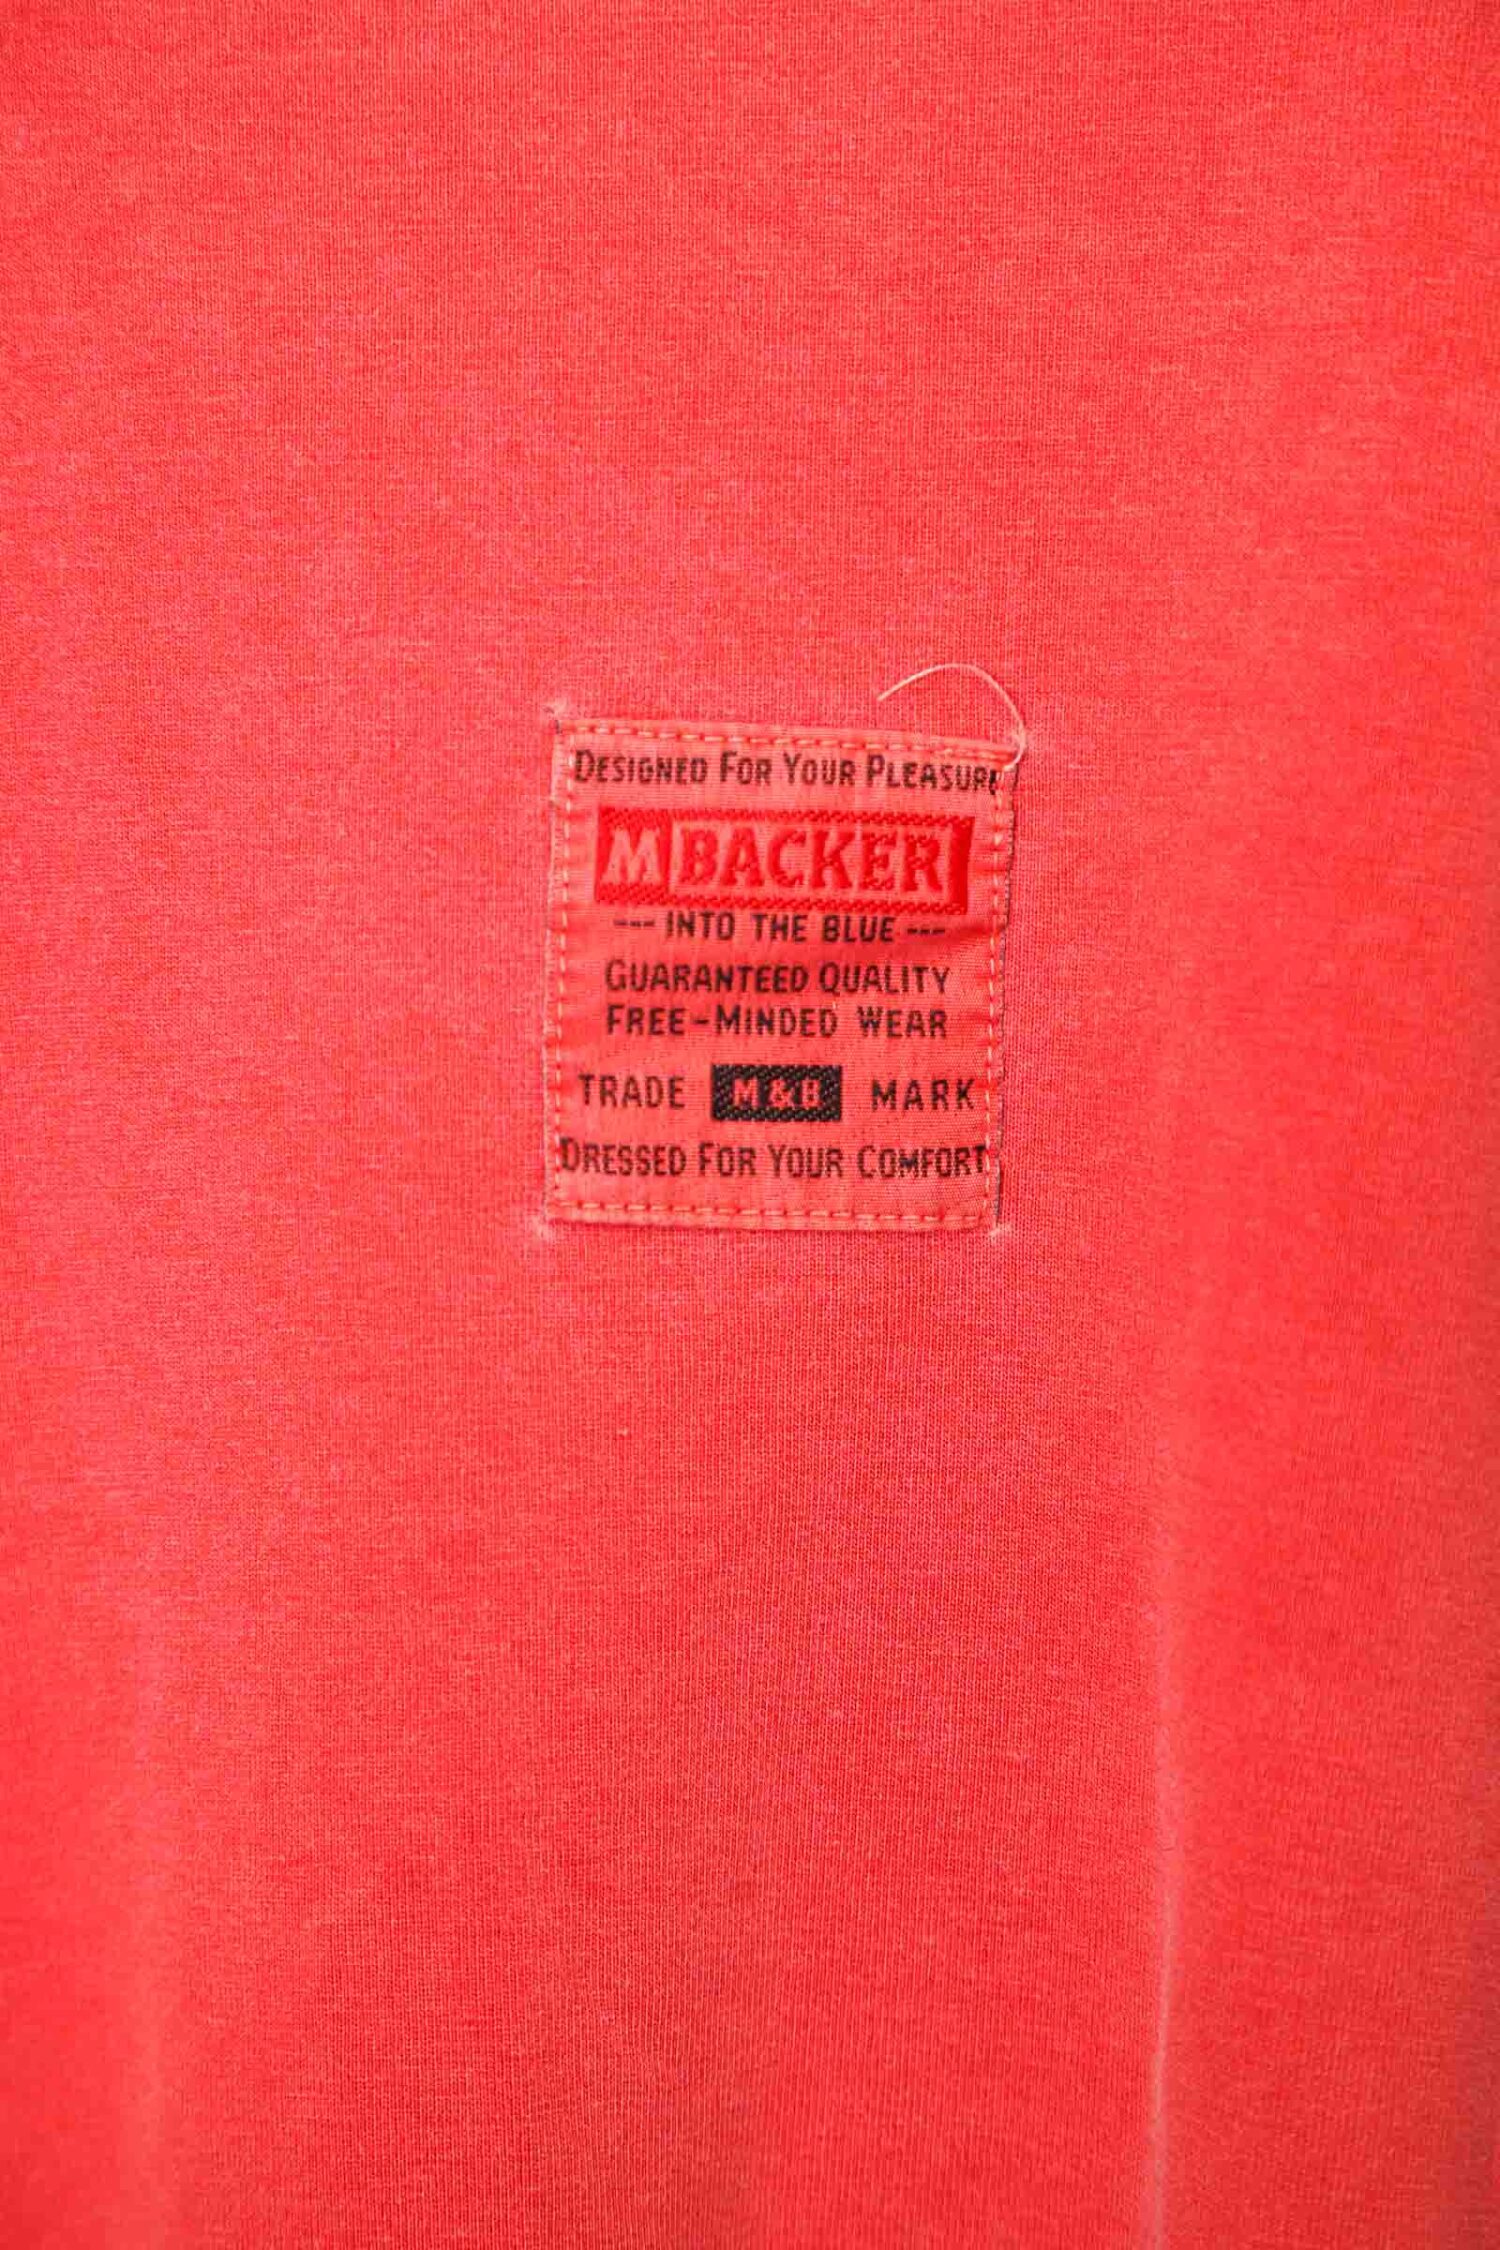 DESIGNED FOR YOUR PLEASURE
M BACKER
--- INTO THE BLUE ---
GUARANTEED QUALITY
FREE-MINDED WEAR
TRADE M&B MARK
DRESSED FOR YOUR COMFORT